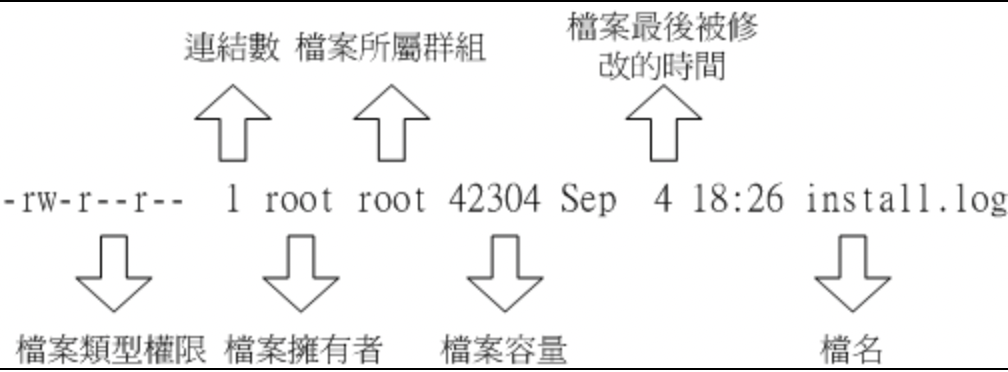 連結數 檔案所屬群組 檔案最後被修
改的時間
-rw-r--r-- 1 root root 42304 Sep 4 18:26 install.log
檔案類型權限 檔案擁有者 檔案容量 檔名